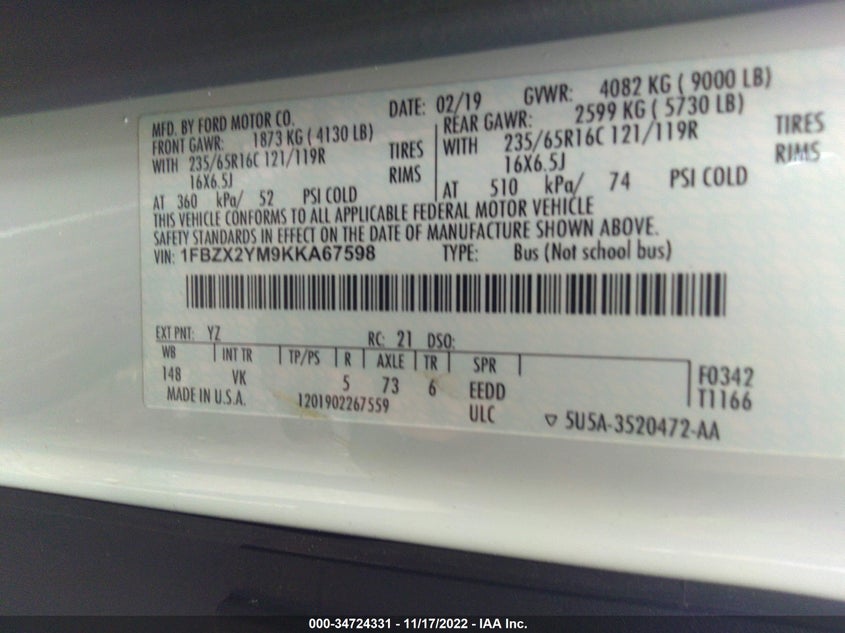 MFD. BY FORD MOTOR CO.
DATE: 02/19 GVWR: 4082 KG ( 9000 LB)
FRONT GAWR: 1873 KG ( 4130 LB)
WITH 235/65R16C 121/119R TIRES
16X6.5J RIMS
AT 360 kPa/ 52 PSI COLD
REAR GAWR: 2599 KG ( 5730 LB)
WITH 235/65R16C 121/119R TIRES
16X6.5J RIMS
AT 510 kPa/ 74 PSI COLD
THIS VEHICLE CONFORMS TO ALL APPLICABLE FEDERAL MOTOR VEHICLE
SAFETY STANDARDS IN EFFECT ON THE DATE OF MANUFACTURE SHOWN ABOVE.
VIN: 1FBZX2YM9KKA67598 TYPE: Bus (Not school bus)
EXT PNT: YZ RC: 21 DSO:
WB INT TR TP/PS R AXLE TR SPR
148 VK 5 73 6 EEDD F0342
MADE IN U.S.A. 1201902267559 ULC T1166
▽ 5U5A-3520472-AA
000-34724331 - 11/17/2022 - IAA Inc.